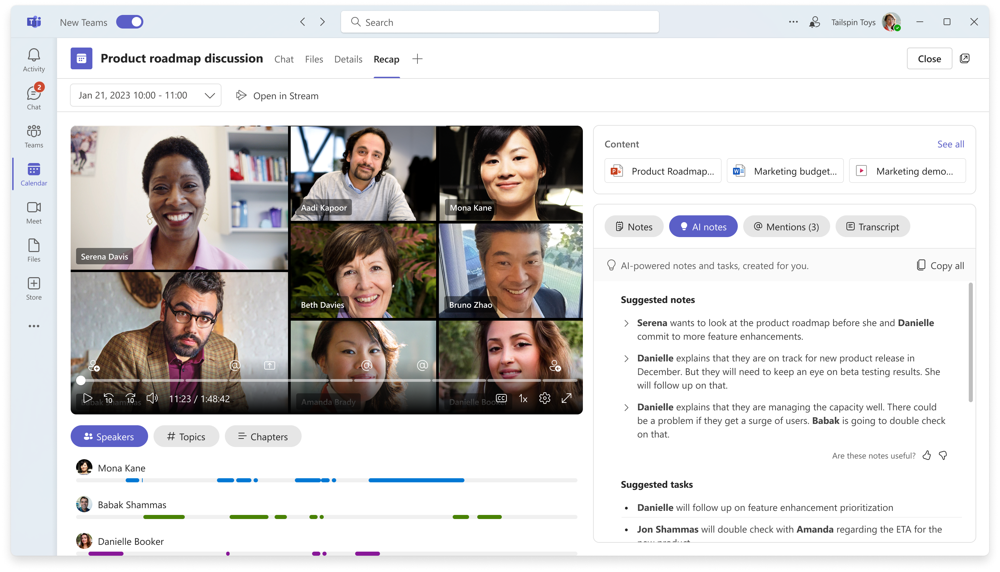 New Teams
Search
Tailspin Toys
Activity
2
Chat
Teams
Calendar
Meet
Files
Store
Product roadmap discussion
Chat
Files
Details
Recap
Close
Jan 21, 2023 10:00 - 11:00
Open in Stream
Serena Davis
Aadi Kapoor
Mona Kane
Beth Davies
Bruno Zhao
Babak Shammas
Amanda Brady
Danielle Booker
10
10
11:23 / 1:48:42
CC
1x
Speakers
# Topics
Chapters
Mona Kane
Babak Shammas
Danielle Booker
Content
See all
Product Roadmap...
Marketing budget...
Marketing demo...
Notes
AI notes
@ Mentions (3)
Transcript
AI-powered notes and tasks, created for you.
Copy all
Suggested notes
Serena wants to look at the product roadmap before she and Danielle
commit to more feature enhancements.
Danielle explains that they are on track for new product release in
December. But they will need to keep an eye on beta testing results. She
will follow up on that.
Danielle explains that they are managing the capacity well. There could
be a problem if they get a surge of users. Babak is going to double check
on that.
Are these notes useful?
Suggested tasks
Danielle will follow up on feature enhancement prioritization
Jon Shammas will double check with Amanda regarding the ETA for the
new product